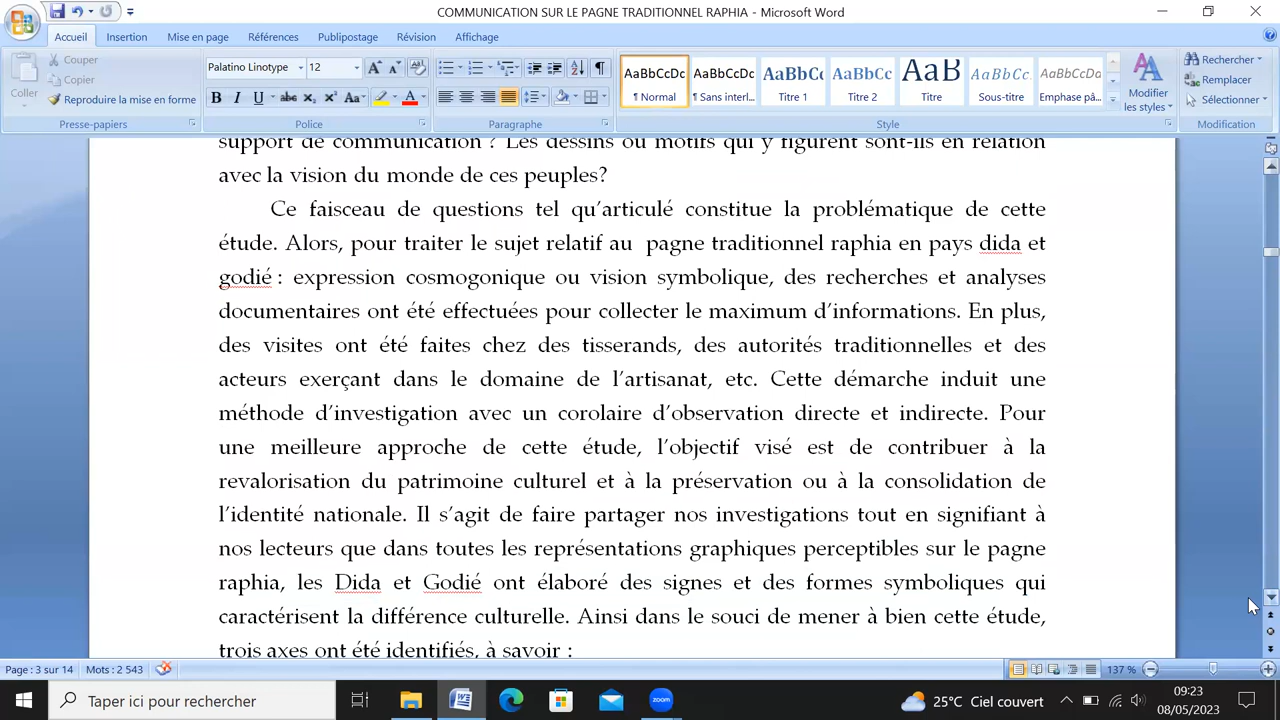 COMMUNICATION SUR LE PAGNE TRADITIONNEL RAPHIA - Microsoft Word
Accueil Insertion Mise en page Références Publipostage Révision Affichage
Coller
Couper
Copier
Reproduire la mise en forme
Presse-papiers
Palatino Linotype 12
Police
Paragraphe
AaBbCcDc AaBbCcDc AaBbCc AaBbCc AaB AaBbCc. AaBbCcDa
¶ Normal ¶ Sans interl... Titre 1 Titre 2 Titre Sous-titre Emphase pâ...
Modifier
les styles
Style
Rechercher
Remplacer
Sélectionner
Modification
support de communication ? Les dessins ou motifs qui y figurent sont-ils en relation
avec la vision du monde de ces peuples?
Ce faisceau de questions tel qu’articulé constitue la problématique de cette
étude. Alors, pour traiter le sujet relatif au pagne traditionnel raphia en pays dida et
godié : expression cosmogonique ou vision symbolique, des recherches et analyses
documentaires ont été effectuées pour collecter le maximum d’informations. En plus,
des visites ont été faites chez des tisserands, des autorités traditionnelles et des
acteurs exerçant dans le domaine de l’artisanat, etc. Cette démarche induit une
méthode d’investigation avec un corolaire d’observation directe et indirecte. Pour
une meilleure approche de cette étude, l’objectif visé est de contribuer à la
revalorisation du patrimoine culturel et à la préservation ou à la consolidation de
l’identité nationale. Il s’agit de faire partager nos investigations tout en signifiant à
nos lecteurs que dans toutes les représentations graphiques perceptibles sur le pagne
raphia, les Dida et Godié ont élaboré des signes et des formes symboliques qui
caractérisent la différence culturelle. Ainsi dans le souci de mener à bien cette étude,
trois axes ont été identifiés, à savoir :
Page : 3 sur 14 Mots : 2 543 137 %
Taper ici pour rechercher
zoom
25°C Ciel couvert
09:23
08/05/2023